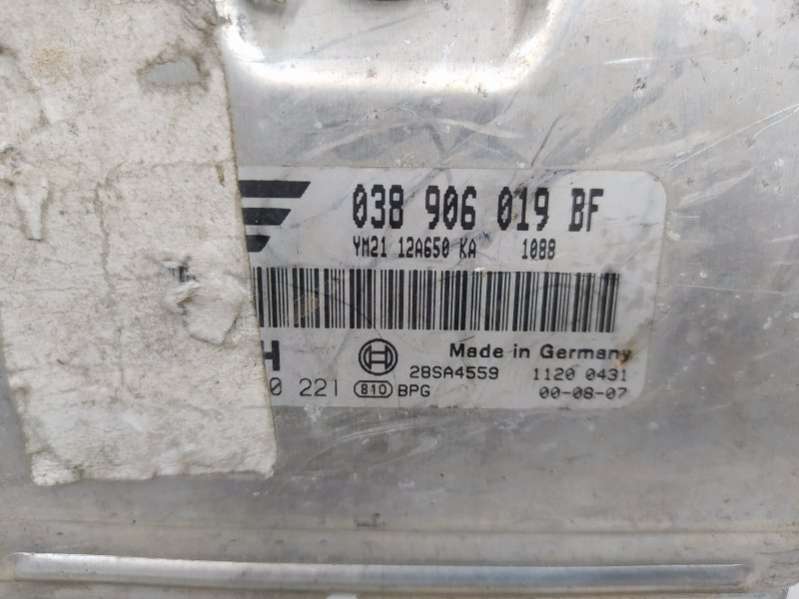 038 906 019 BF
YM21 12A650 KA 1088
H Made in Germany
28SA4559 1120 0431
0 221 810 BPG 00-08-07